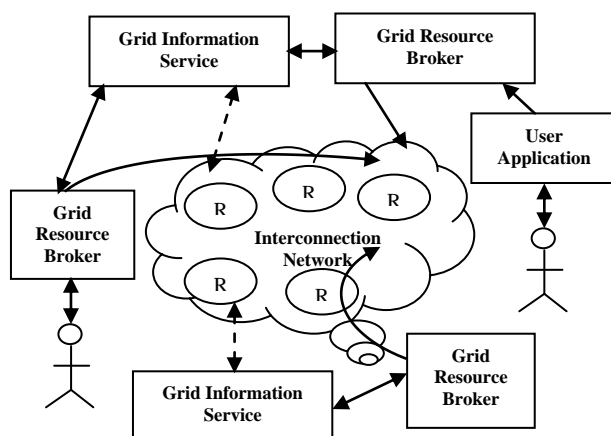 Grid Information
Service
Grid Resource
Broker
User
Application
Grid
Resource
Broker
R
R
R
Interconnection
Network
R
R
Grid Information
Service
Grid
Resource
Broker